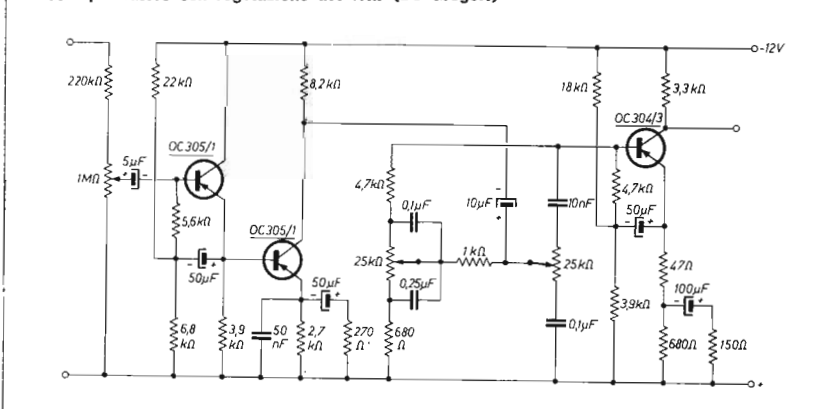 -12V
220kΩ
22kΩ
8,2kΩ
18kΩ
3,3kΩ
OC304/3
OC305/1
5µF
- 
+
1MΩ
4,7kΩ
4,7kΩ
0,1µF
10µF
-
+
10nF
50µF
- +
5,6kΩ
OC305/1
- +
50µF
25kΩ
1kΩ
25kΩ
47Ω
0,25µF
50µF
- +
100µF
- +
6,8 kΩ
3,9 kΩ
50 nF
2,7 kΩ
270 Ω
680 Ω
0,1µF
3,9kΩ
680Ω
150Ω
+